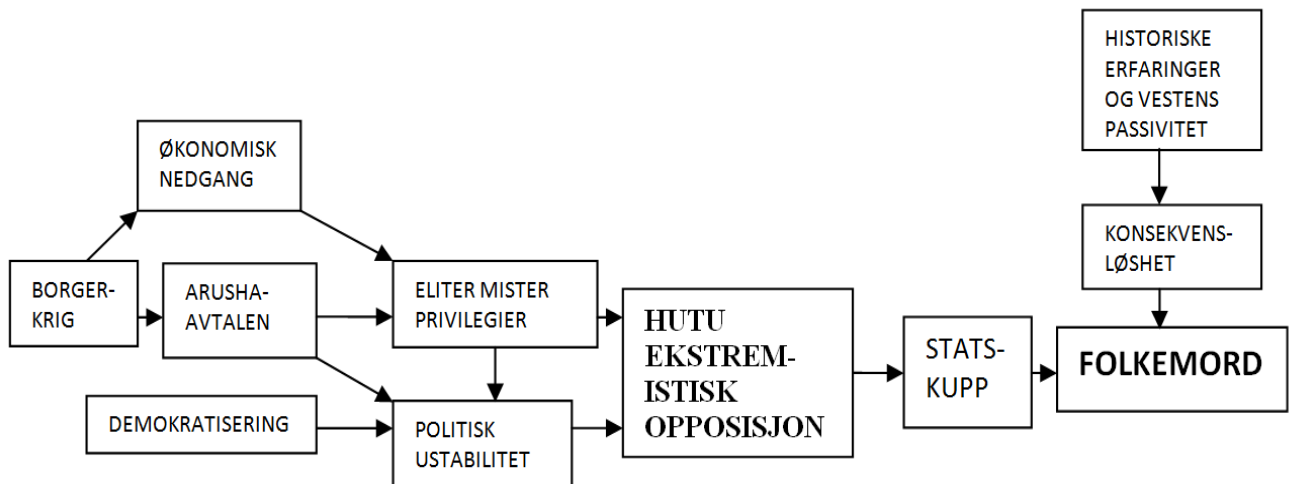 HISTORISKE
ERFARINGER
OG VESTENS
PASSIVITET
ØKONOMISK
NEDGANG
KONSEKVENS-
LØSHET
BORGER-
KRIG
ARUSHA-
AVTALEN
ELITER MISTER
PRIVILEGIER
HUTU
EKSTREM-
ISTISK
OPPOSISJON
STATS-
KUPP
FOLKEMORD
DEMOKRATISERING
POLITISK
USTABILITET